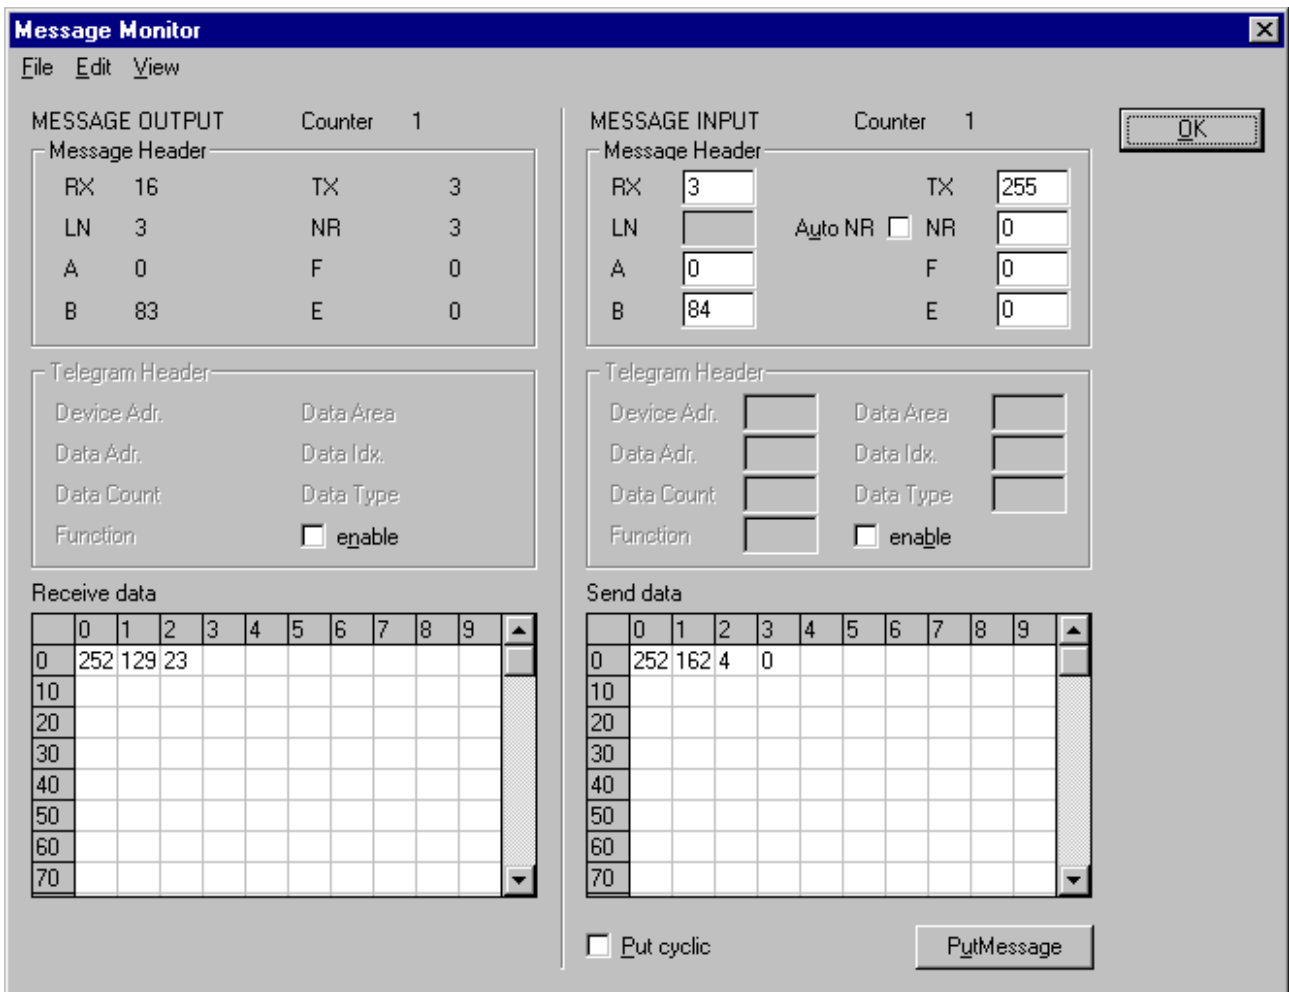 Message Monitor
File Edit View
MESSAGE OUTPUT Counter 1
Message Header
RX 16 TX 3
LN 3 NR 3
A 0 F 0
B 83 E 0
Telegram Header
Device Adr. Data Area
Data Adr. Data Idx.
Data Count Data Type
Function enable
Receive data
0 1 2 3 4 5 6 7 8 9
0 252 129 23
10
20
30
40
50
60
70
MESSAGE INPUT Counter 1
Message Header
RX 3 TX 255
LN Auto NR NR 0
A 0 F 0
B 84 E 0
Telegram Header
Device Adr. Data Area
Data Adr. Data Idx.
Data Count Data Type
Function enable
Send data
0 1 2 3 4 5 6 7 8 9
0 252 162 4 0
10
20
30
40
50
60
70
Put cyclic PutMessage
OK